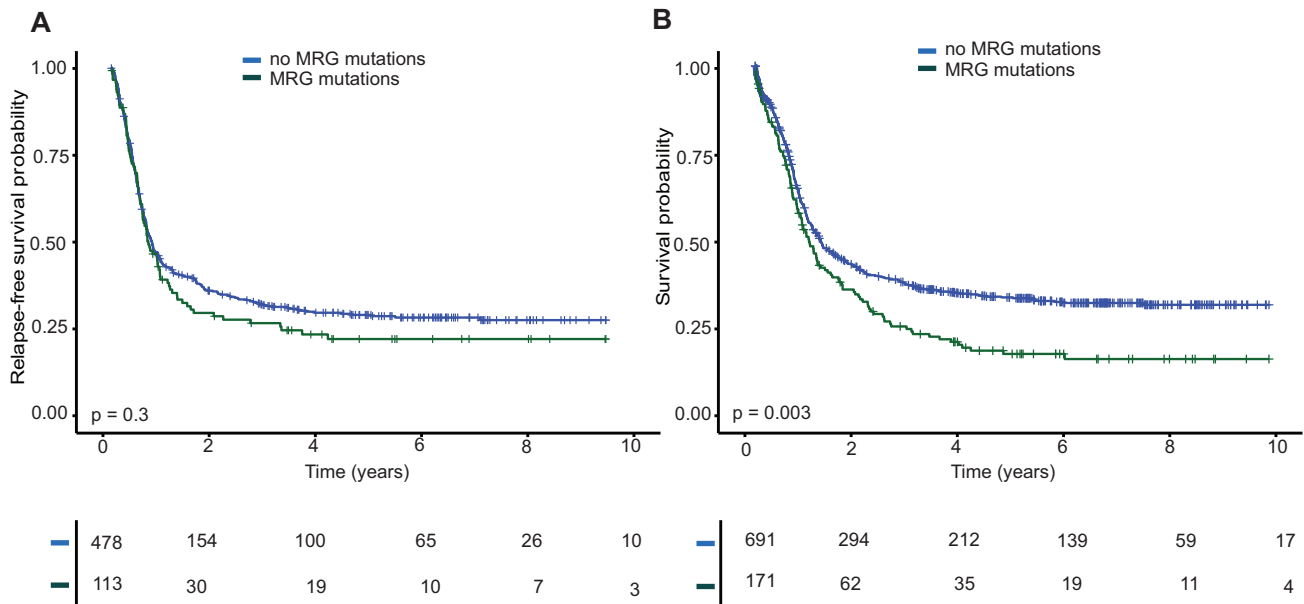 A
no MRG mutations
MRG mutations
Relapse-free survival probability
1.00
0.75
0.50
0.25
0.00
p = 0.3
0 2 4 6 8 10
Time (years)
478 154 100 65 26 10
113 30 19 10 7 3
B
no MRG mutations
MRG mutations
Survival probability
1.00
0.75
0.50
0.25
0.00
p = 0.003
0 2 4 6 8 10
Time (years)
691 294 212 139 59 17
171 62 35 19 11 4